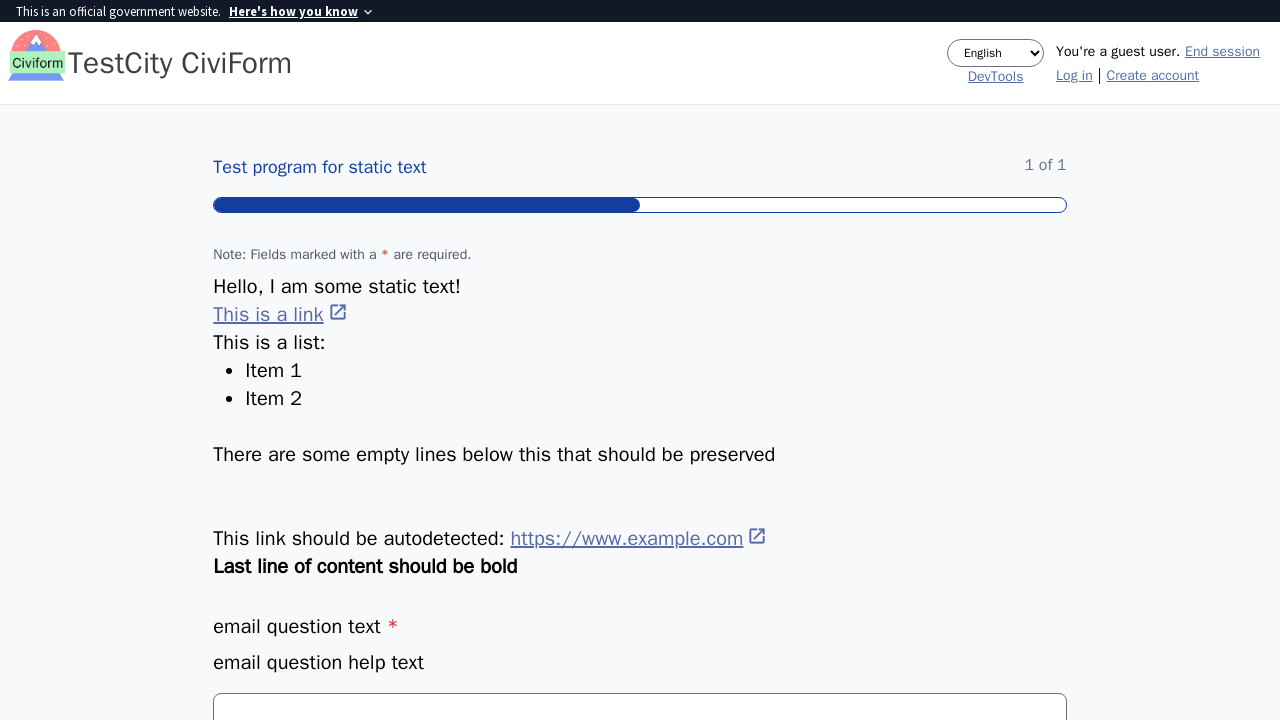 This is an official government website. Here's how you know
Civiform
TestCity CiviForm
English
You're a guest user. End session
DevTools
Log in | Create account
Test program for static text
1 of 1
Note: Fields marked with a * are required.
Hello, I am some static text!
This is a link
This is a list:
• Item 1
• Item 2
There are some empty lines below this that should be preserved
This link should be autodetected: https://www.example.com
Last line of content should be bold
email question text *
email question help text